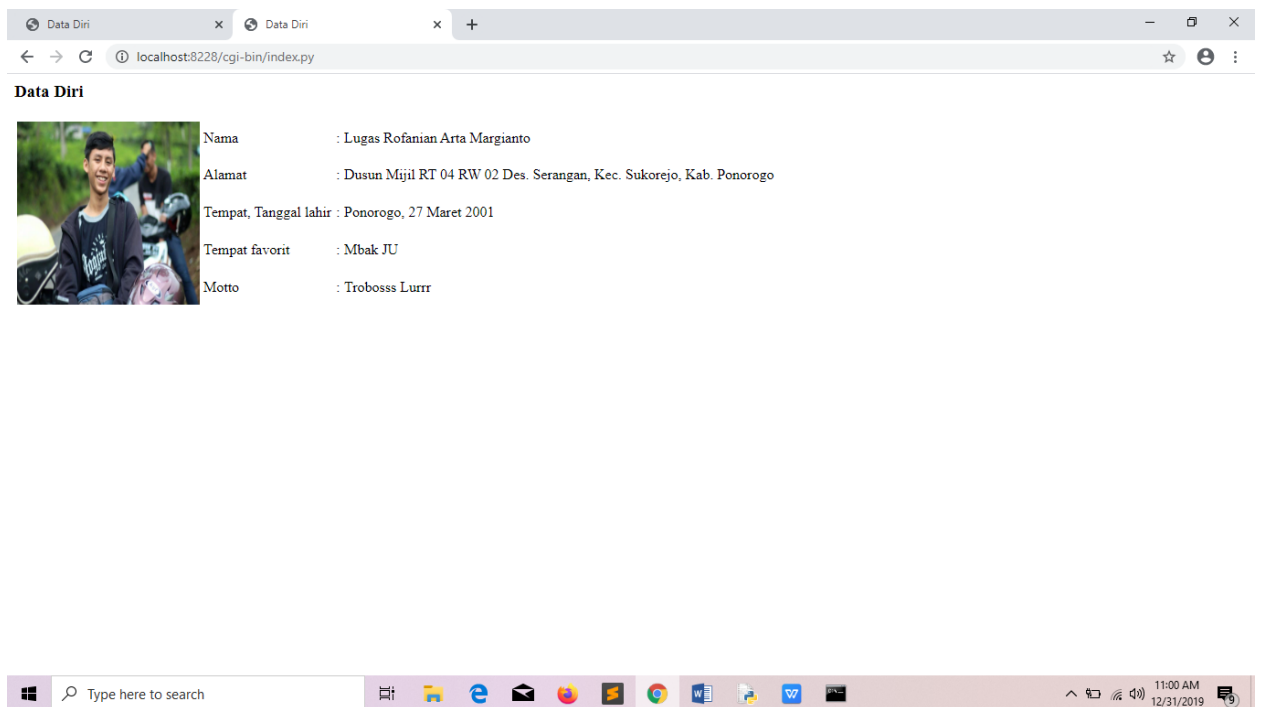 Data Diri
Data Diri
localhost:8228/cgi-bin/index.py
Data Diri
Nama : Lugas Rofanian Arta Margianto
Alamat : Dusun Mijil RT 04 RW 02 Des. Serangan, Kec. Sukorejo, Kab. Ponorogo
Tempat, Tanggal lahir : Ponorogo, 27 Maret 2001
Tempat favorit : Mbak JU
Motto : Trobosss Lurrr
Type here to search
11:00 AM
12/31/2019
9